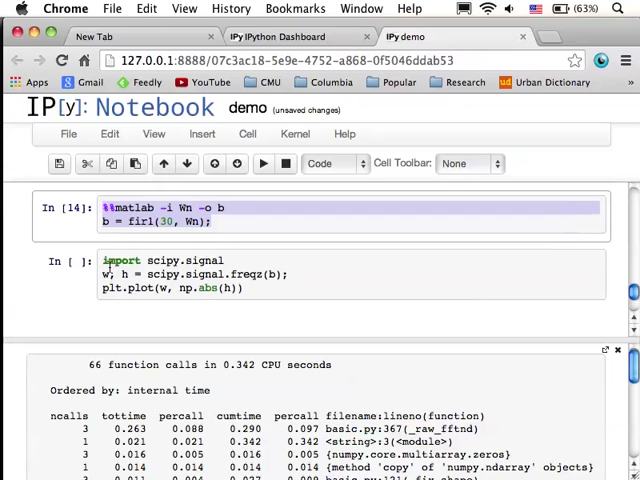 Chrome File Edit View History Bookmarks Window (63%)
New Tab IPy IPython Dashboard IPy demo
127.0.0.1:8888/07c3ac18-5e9e-4752-a868-0f5046ddab53
Apps Gmail Feedly YouTube CMU Columbia Popular Research Urban Dictionary
IP[y]: Notebook demo (unsaved changes)
File Edit View Insert Cell Kernel Help
Code Cell Toolbar: None
In [14]: %%matlab -i Wn -o b
b = fir1(30, Wn);
In [ ]: import scipy.signal
w, h = scipy.signal.freqz(b);
plt.plot(w, np.abs(h))
66 function calls in 0.342 CPU seconds
Ordered by: internal time
ncalls tottime percall cumtime percall filename:lineno(function)
3 0.263 0.088 0.290 0.097 basic.py:367(_raw_fftnd)
1 0.021 0.021 0.342 0.342 <string>:3(<module>)
3 0.016 0.005 0.016 0.005 {numpy.core.multiarray.zeros}
1 0.014 0.014 0.014 0.014 {method 'copy' of 'numpy.ndarray' objects}